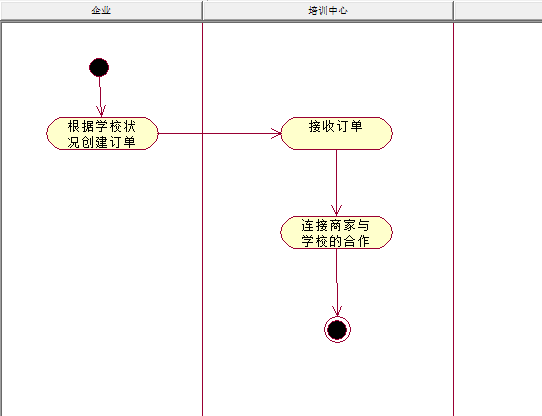 企业
培训中心
根据学校状
况创建订单
接收订单
连接商家与
学校的合作